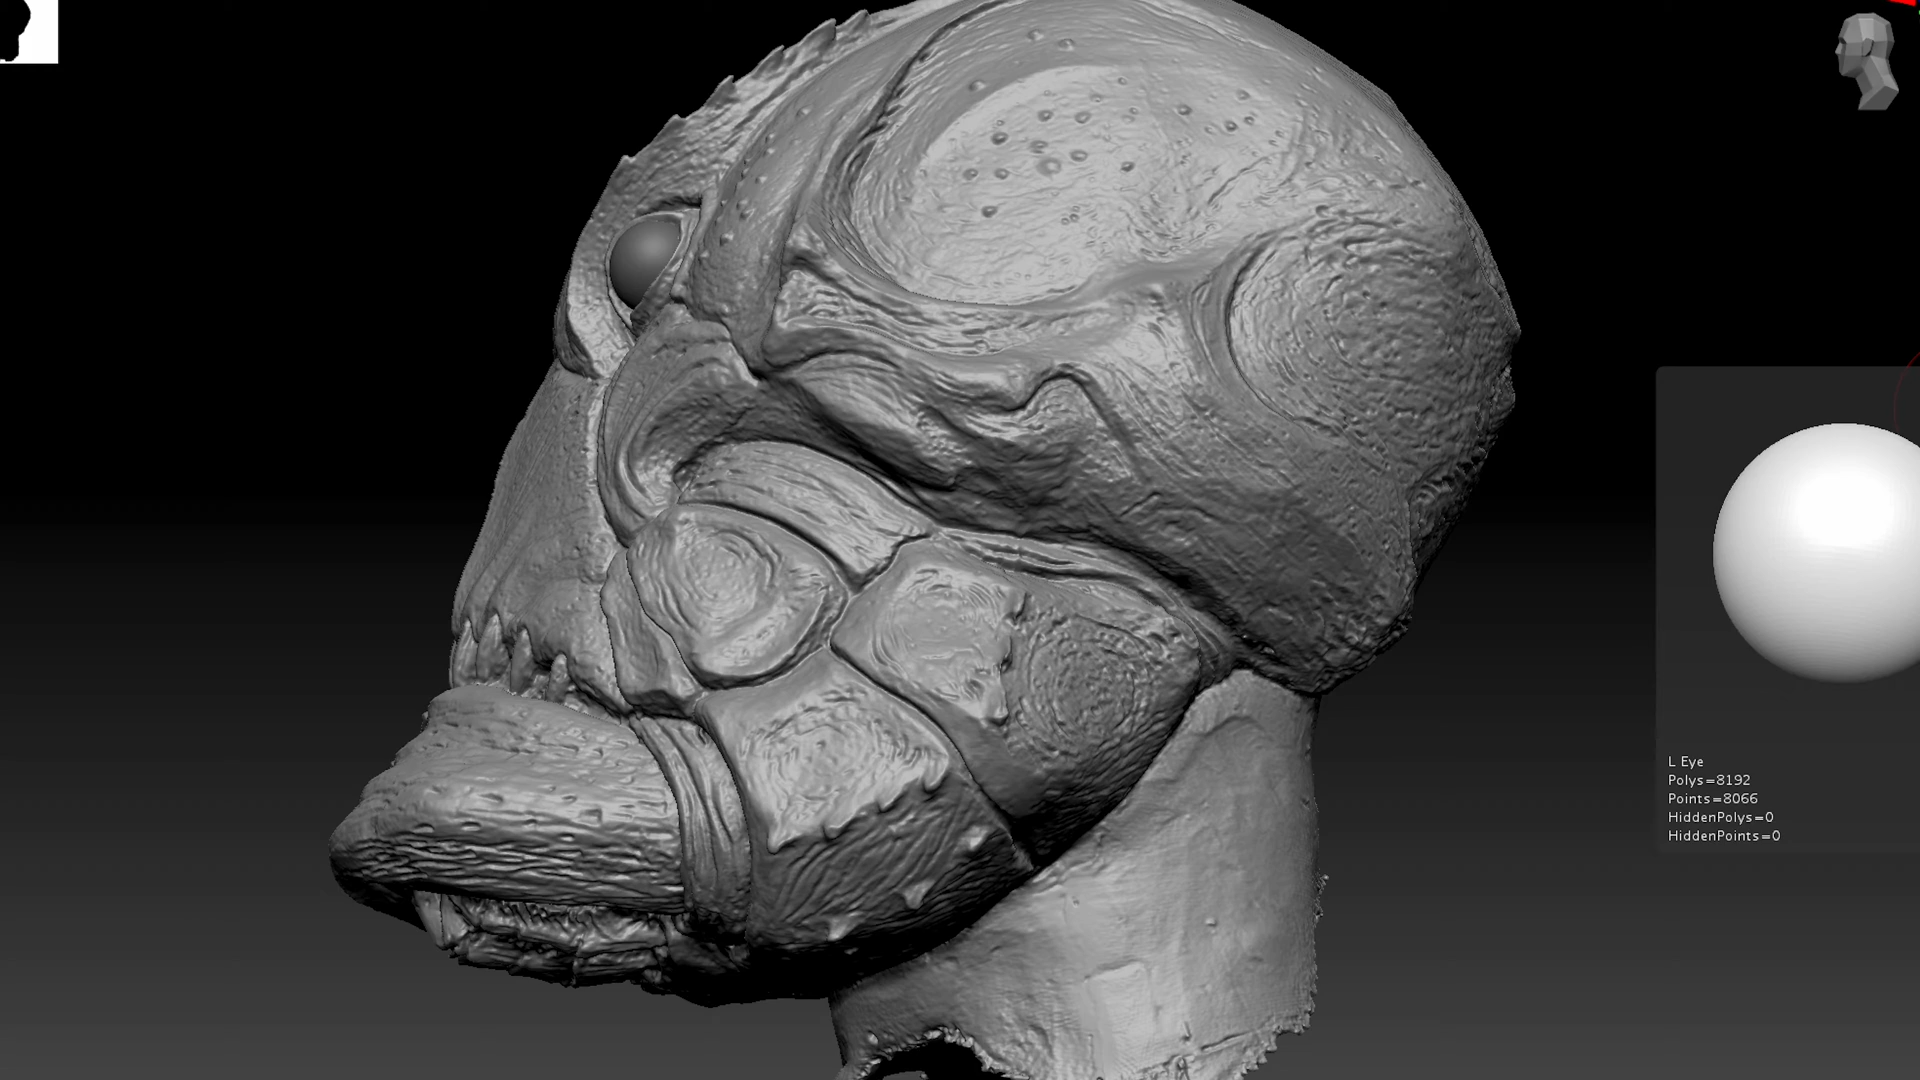 L Eye
Polys=8192
Points=8066
HiddenPolys=0
HiddenPoints=0